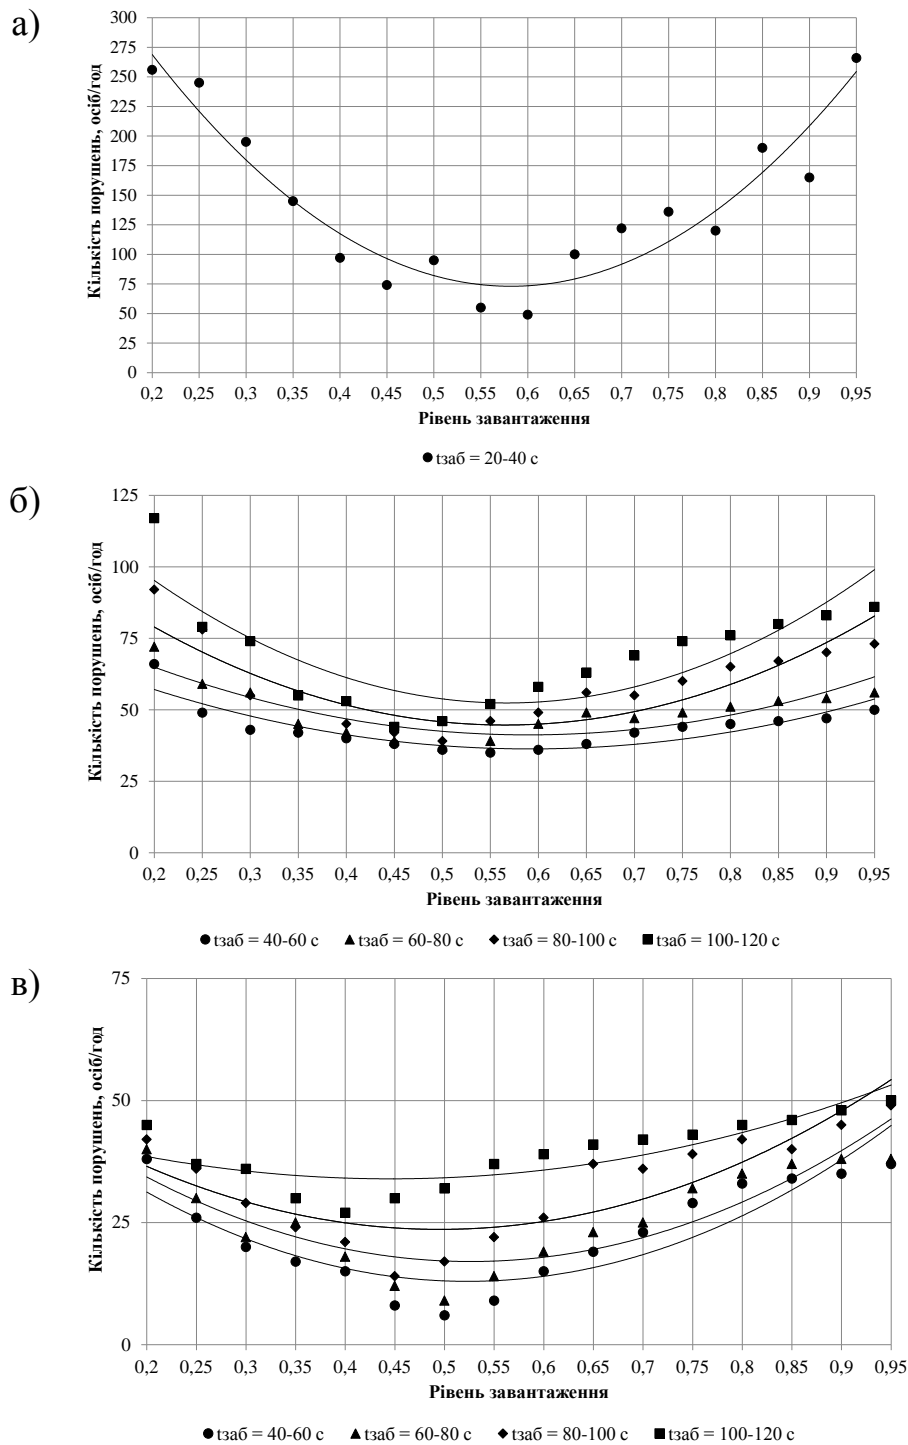 а)
Кількість порушень, осіб/год
300
275
250
225
200
175
150
125
100
75
50
25
0
0,2 0,25 0,3 0,35 0,4 0,45 0,5 0,55 0,6 0,65 0,7 0,75 0,8 0,85 0,9 0,95
Рівень завантаження
tзаб = 20-40 с
б)
Кількість порушень, осіб/год
125
100
75
50
25
0
0,2 0,25 0,3 0,35 0,4 0,45 0,5 0,55 0,6 0,65 0,7 0,75 0,8 0,85 0,9 0,95
Рівень завантаження
tзаб = 40-60 с tзаб = 60-80 с tзаб = 80-100 с tзаб = 100-120 с
в)
Кількість порушень, осіб/год
75
50
25
0
0,2 0,25 0,3 0,35 0,4 0,45 0,5 0,55 0,6 0,65 0,7 0,75 0,8 0,85 0,9 0,95
Рівень завантаження
tзаб = 40-60 с tзаб = 60-80 с tзаб = 80-100 с tзаб = 100-120 с